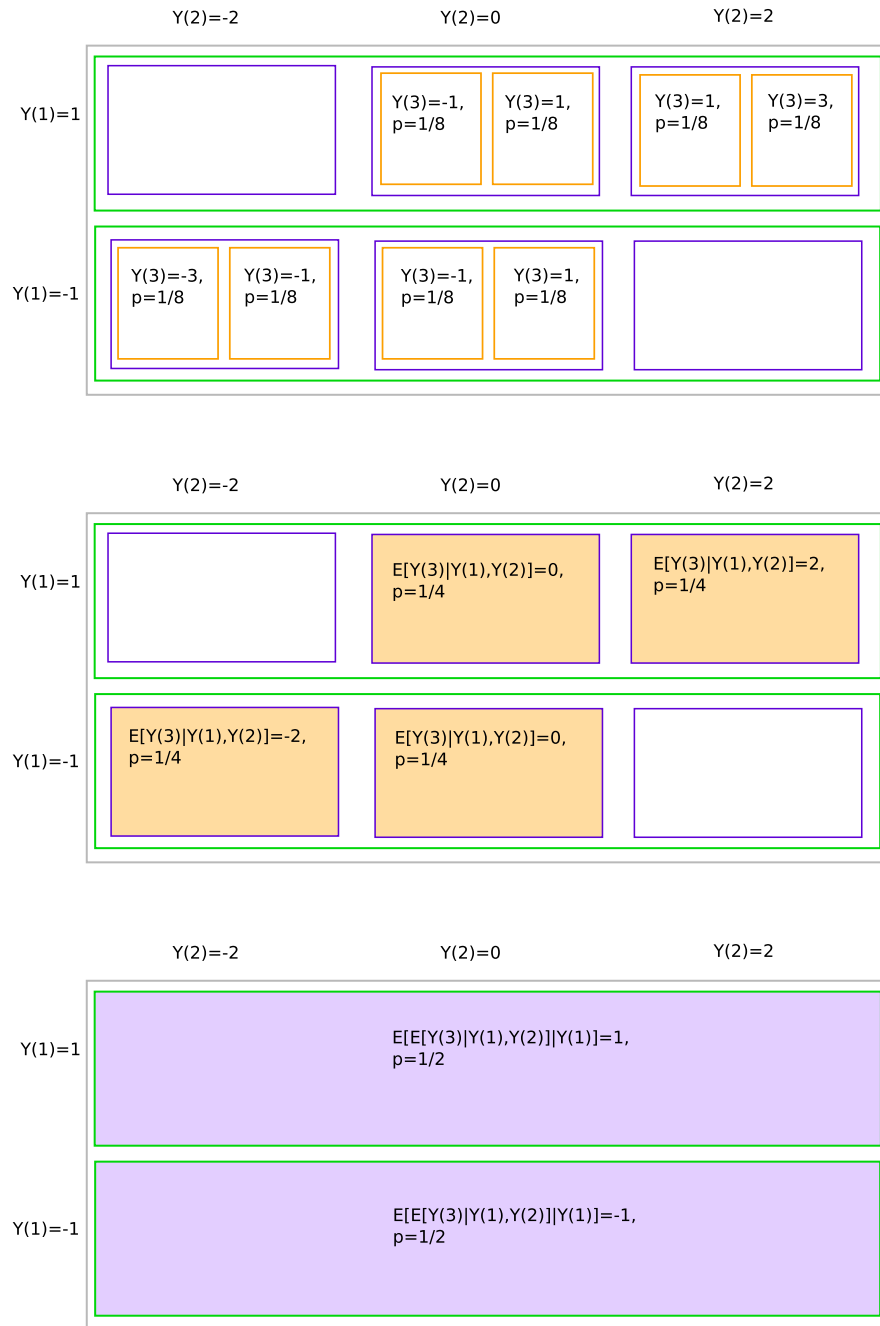 Y(2)=-2 Y(2)=0 Y(2)=2
Y(1)=1
Y(3)=-1,
p=1/8
Y(3)=1,
p=1/8
Y(3)=1,
p=1/8
Y(3)=3,
p=1/8
Y(1)=-1
Y(3)=-3,
p=1/8
Y(3)=-1,
p=1/8
Y(3)=-1,
p=1/8
Y(3)=1,
p=1/8
Y(2)=-2 Y(2)=0 Y(2)=2
Y(1)=1
E[Y(3)|Y(1),Y(2)]=0,
p=1/4
E[Y(3)|Y(1),Y(2)]=2,
p=1/4
Y(1)=-1
E[Y(3)|Y(1),Y(2)]=-2,
p=1/4
E[Y(3)|Y(1),Y(2)]=0,
p=1/4
Y(2)=-2 Y(2)=0 Y(2)=2
Y(1)=1
E[E[Y(3)|Y(1),Y(2)]|Y(1)]=1,
p=1/2
Y(1)=-1
E[E[Y(3)|Y(1),Y(2)]|Y(1)]=-1,
p=1/2